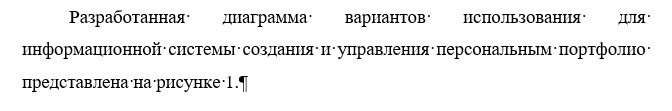 Разработанная· диаграмма· вариантов· использования· для·
информационной·системы·создания·и·управления·персональным·портфолио·
представлена·на·рисунке·1.¶